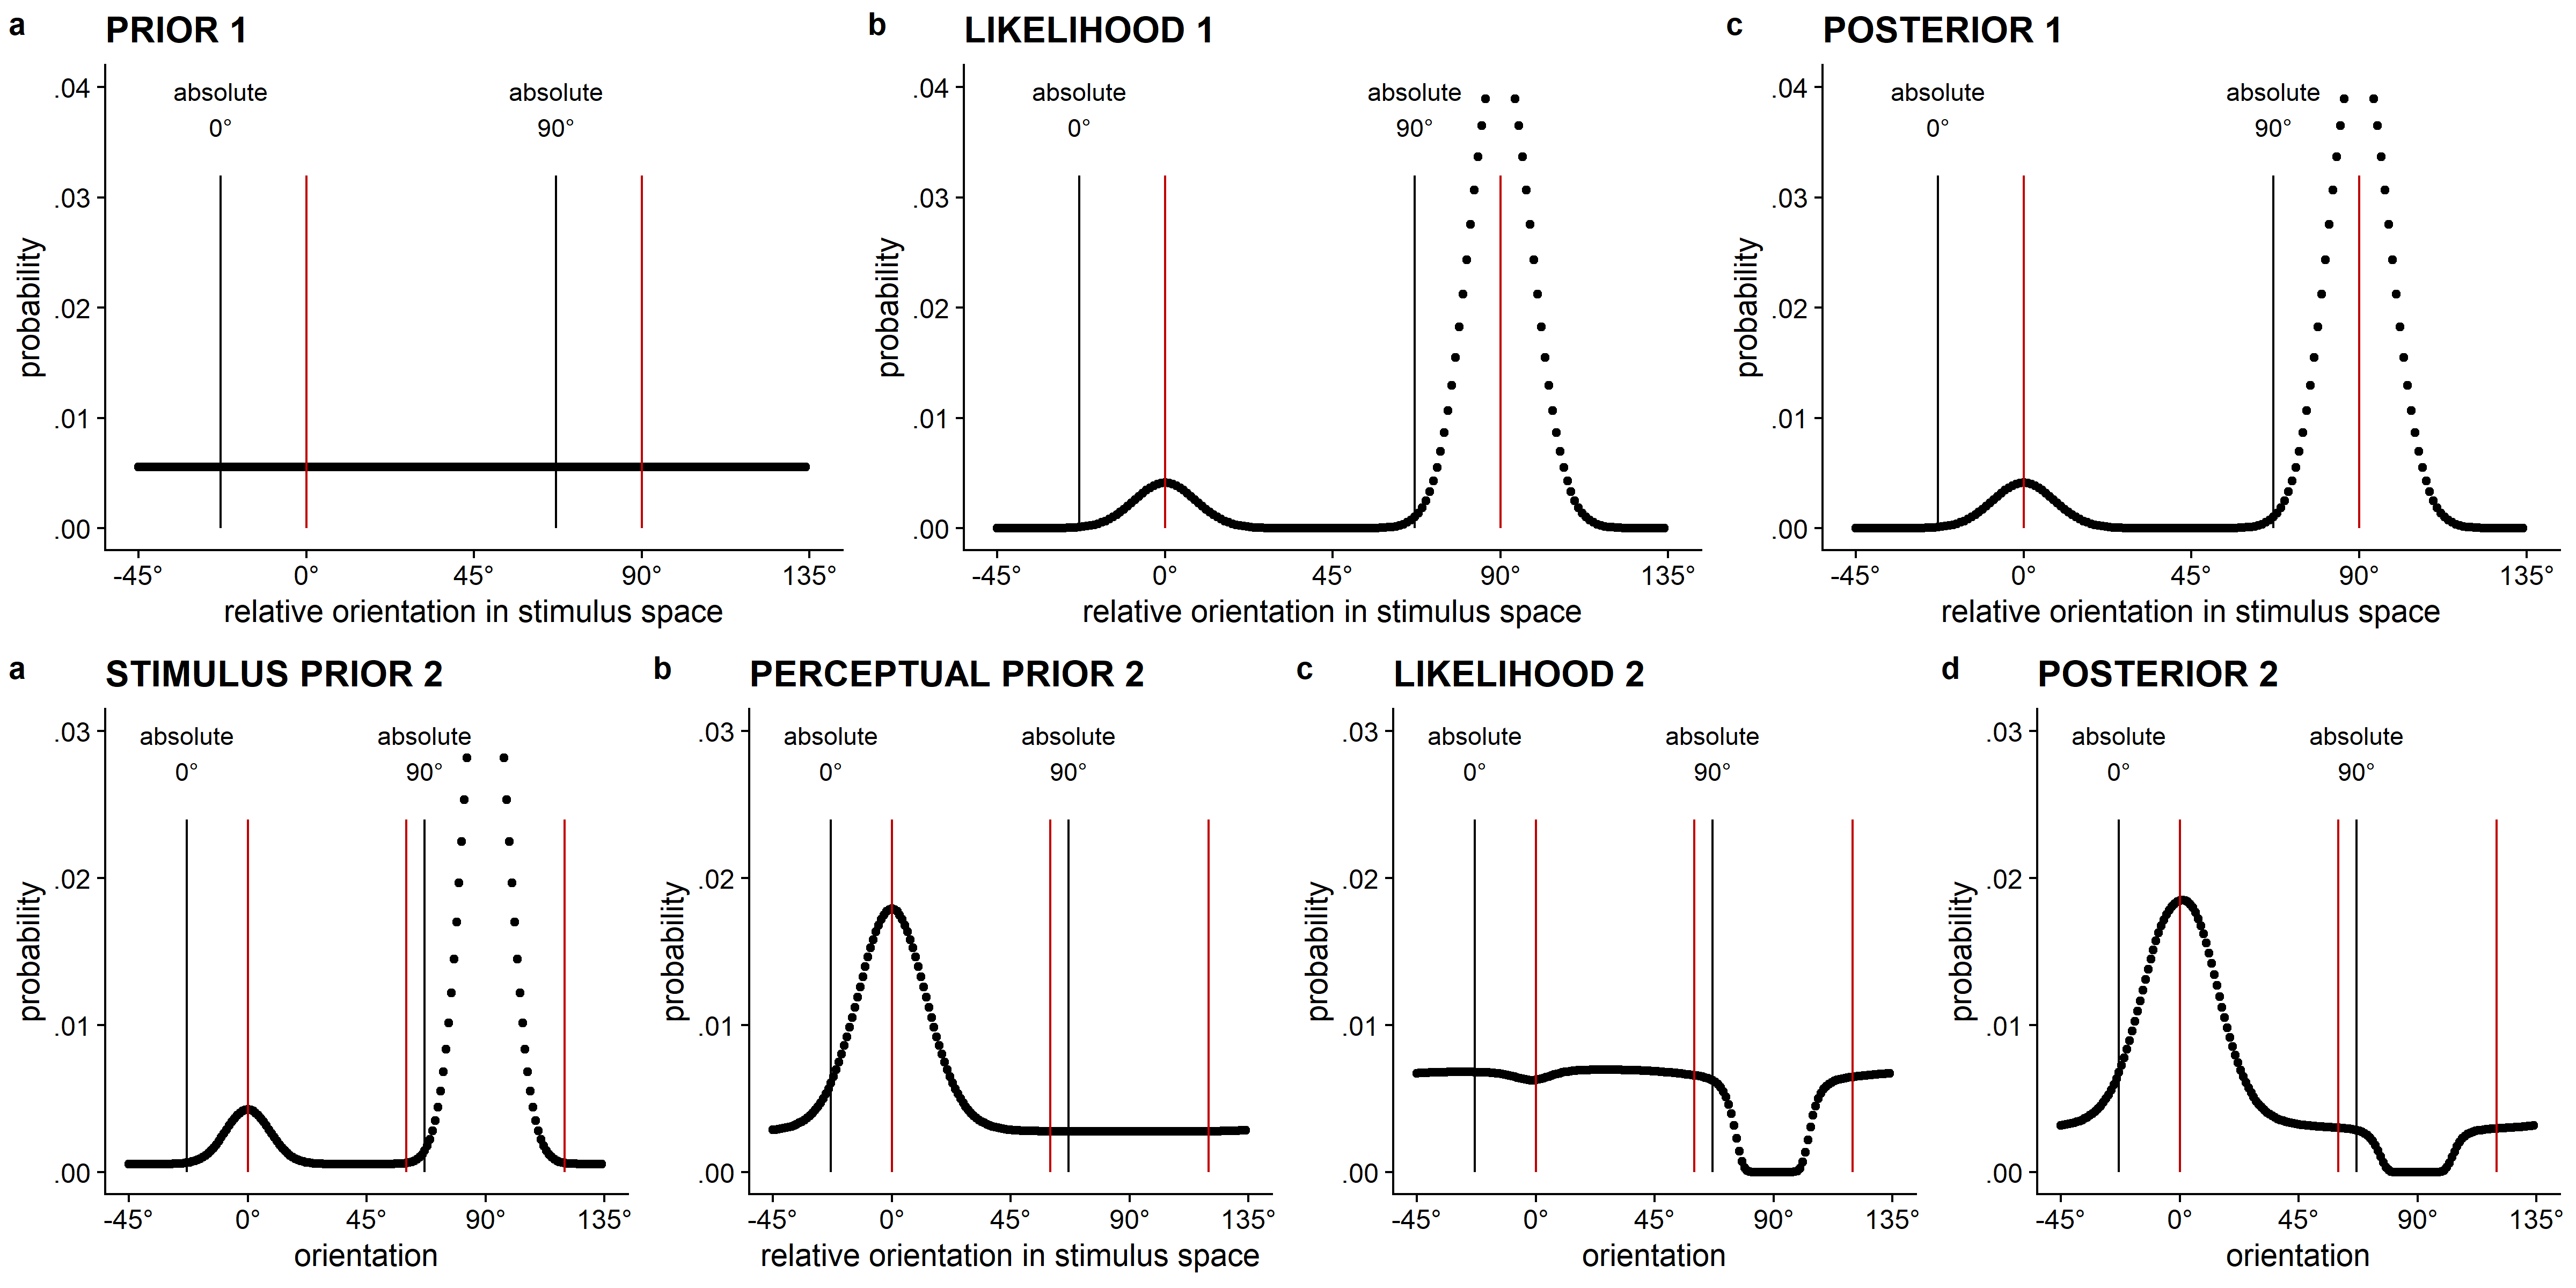 a PRIOR 1
.04
.03
.02
.01
.00
absolute 0°
absolute 90°
probability
-45° 0° 45° 90° 135°
relative orientation in stimulus space
b LIKELIHOOD 1
.04
.03
.02
.01
.00
absolute 0°
absolute 90°
probability
-45° 0° 45° 90° 135°
relative orientation in stimulus space
c POSTERIOR 1
.04
.03
.02
.01
.00
absolute 0°
absolute 90°
probability
-45° 0° 45° 90° 135°
relative orientation in stimulus space
a STIMULUS PRIOR 2
.03
.02
.01
.00
absolute 0°
absolute 90°
probability
-45° 0° 45° 90° 135°
orientation
b PERCEPTUAL PRIOR 2
.03
.02
.01
.00
absolute 0°
absolute 90°
probability
-45° 0° 45° 90° 135°
relative orientation in stimulus space
c LIKELIHOOD 2
.03
.02
.01
.00
absolute 0°
absolute 90°
probability
-45° 0° 45° 90° 135°
orientation
d POSTERIOR 2
.03
.02
.01
.00
absolute 0°
absolute 90°
probability
-45° 0° 45° 90° 135°
orientation